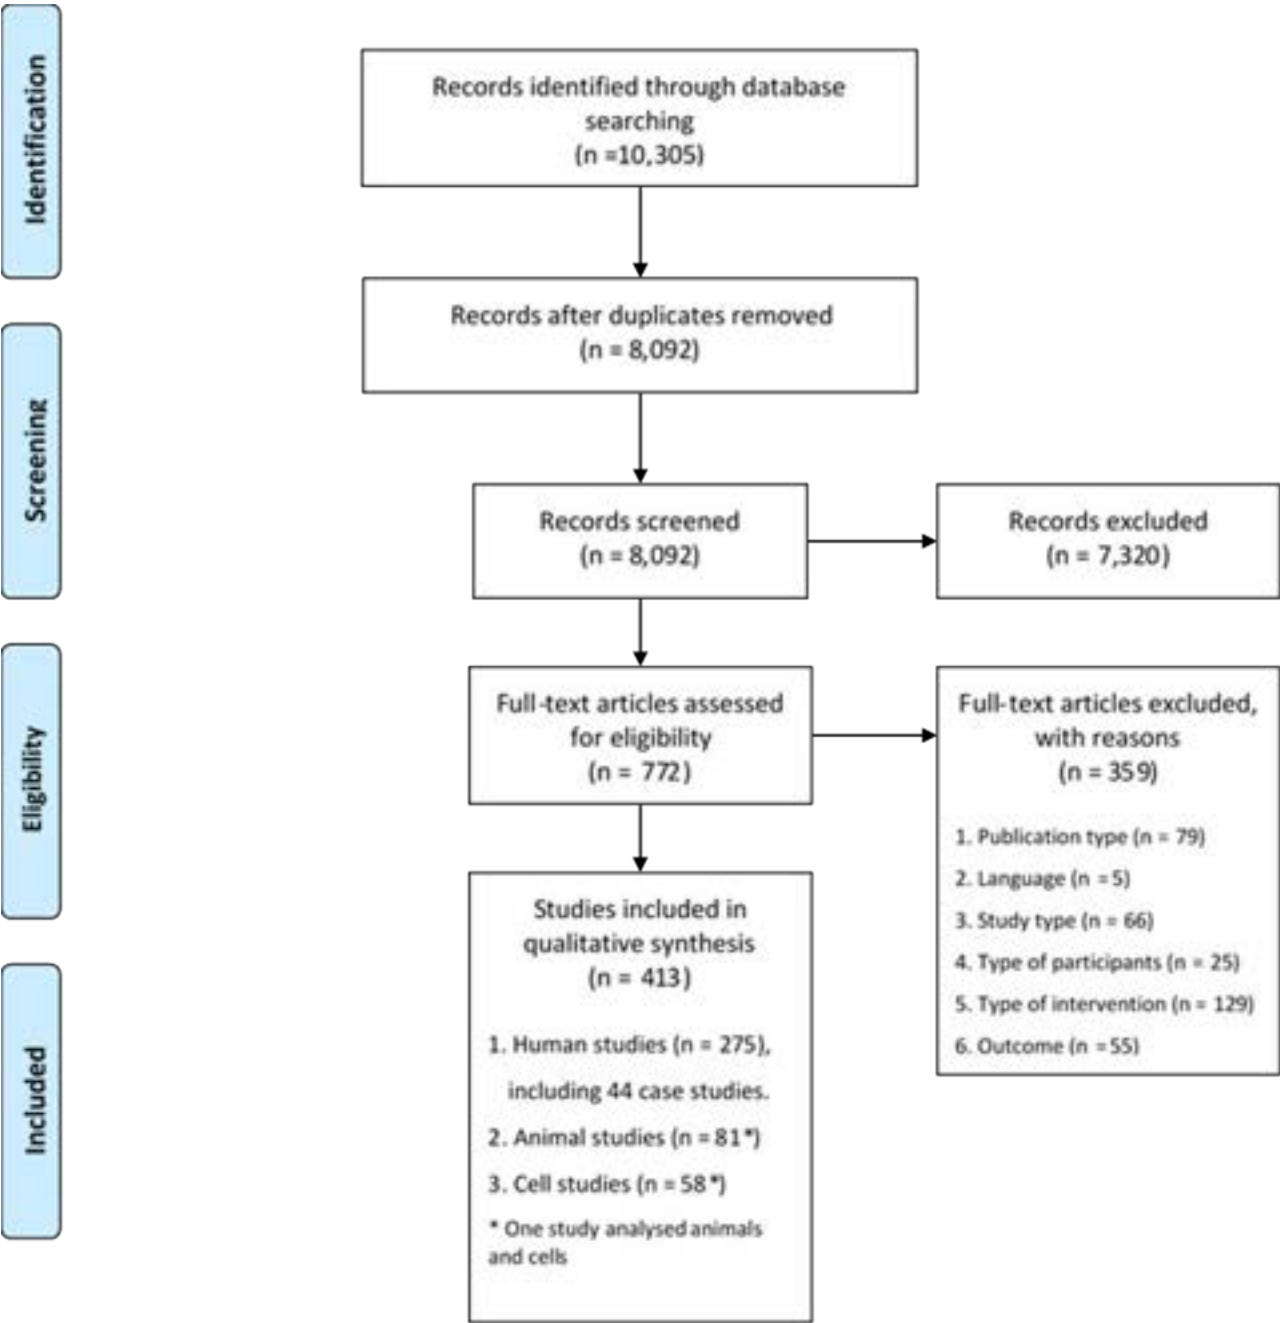 Identification
Records identified through database
searching
(n =10,305)
Records after duplicates removed
(n = 8,092)
Screening
Records screened
(n = 8,092)
Records excluded
(n = 7,320)
Eligibility
Full-text articles assessed
for eligibility
(n = 772)
Full-text articles excluded,
with reasons
(n = 359)
1. Publication type (n = 79)
2. Language (n =5)
3. Study type (n = 66)
4. Type of participants (n = 25)
5. Type of intervention (n = 129)
6. Outcome (n =55)
Included
Studies included in
qualitative synthesis
(n = 413)
1. Human studies (n = 275),
including 44 case studies.
2. Animal studies (n =81*)
3. Cell studies (n =58*)
* One study analysed animals
and cells